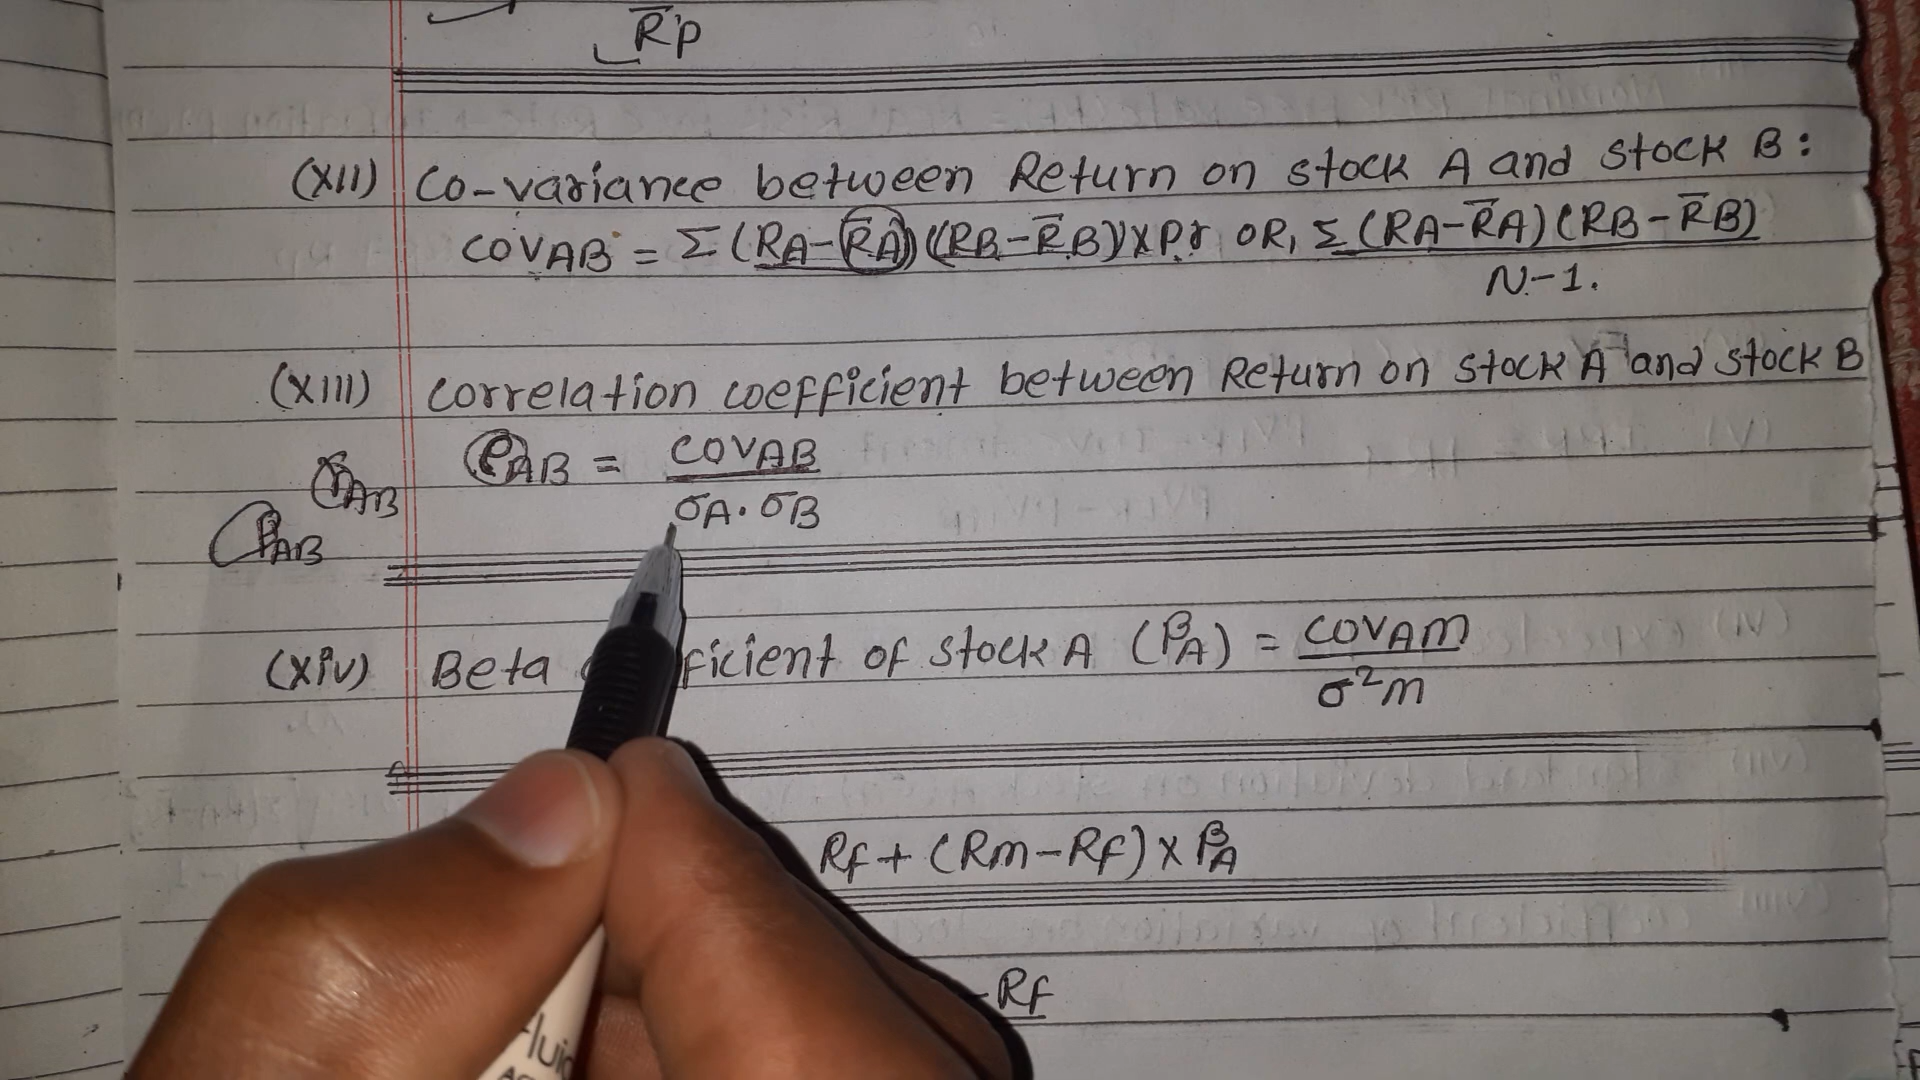 R̄p
(XII) Co-variance between Return on stock A and stock B:
COVAB = Σ (RA-R̄A) (RB-R̄B) X Pr OR, Σ (RA-R̄A) (RB-R̄B)
N-1.
(XIII) Correlation coefficient between Return on stock A and stock B
ρAB = COVAB
σA.σB
PAB
(xiv) Beta ficient of stock A (βA) = COVAm
σ²m
Rf + (Rm-Rf) x βA
-Rf